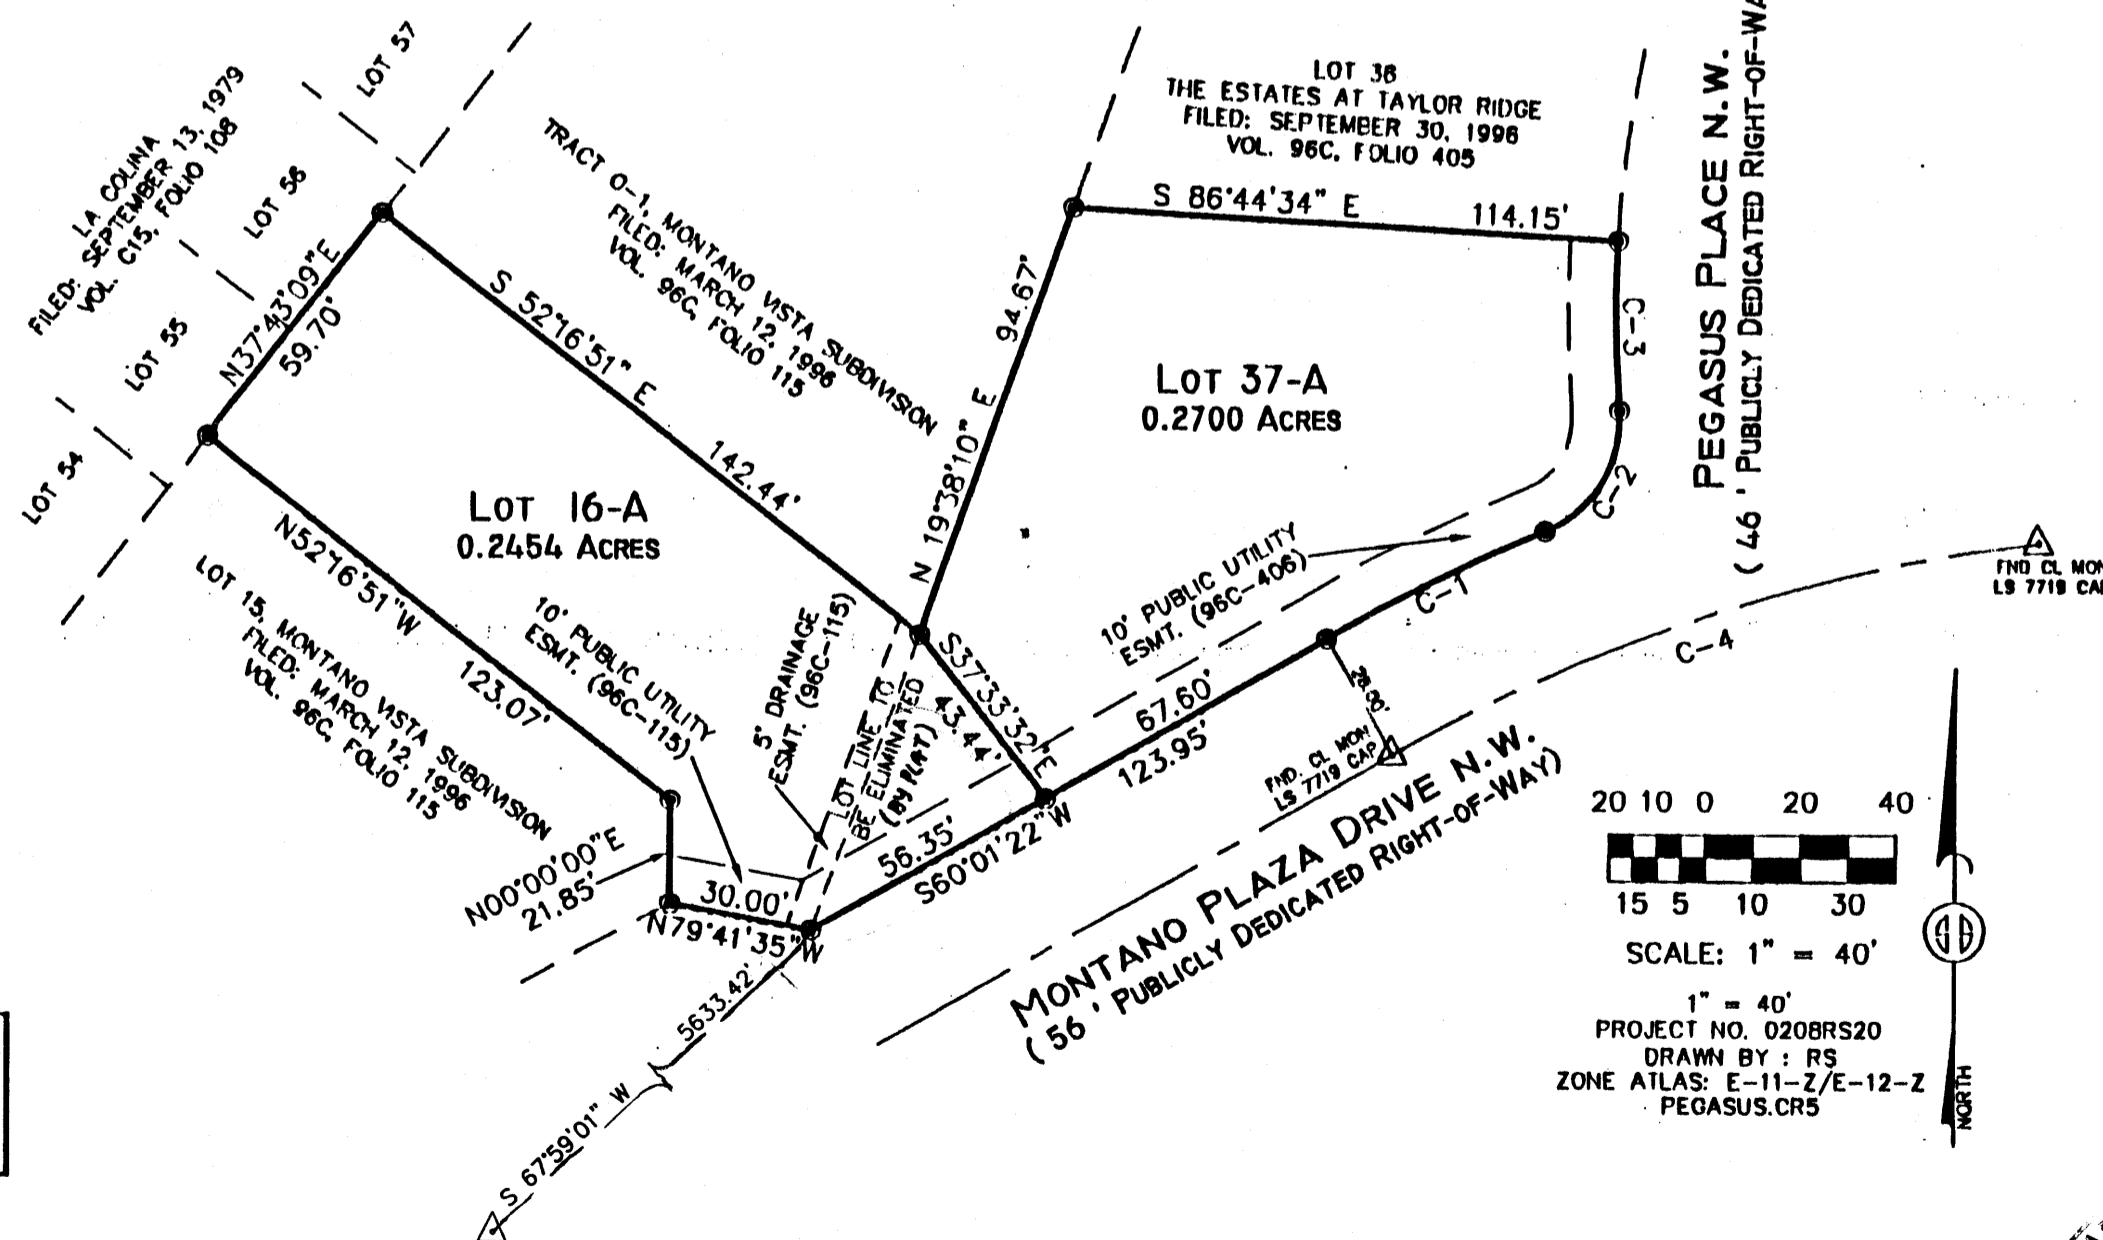 LOT 57
LA COLINA
FILED: SEPTEMBER 13, 1979
VOL. C15, FOLIO 108
LOT 56
LOT 55
LOT 54
N37°43'09"E
59.70'
TRACT O-1, MONTANO VISTA SUBDIVISION
FILED: MARCH 12, 1996
VOL. 96C, FOLIO 115
S 52°16'51" E
142.44'
LOT 16-A
0.2454 ACRES
N52°16'51"W
123.07'
LOT 15, MONTANO VISTA SUBDIVISION
FILED: MARCH 12, 1996
VOL. 96C, FOLIO 115
10' PUBLIC UTILITY
ESMT. (96C-115)
5' DRAINAGE
ESMT. (96C-115)
LOT LINE TO
BE ELIMINATED
(BY PLAT)
N00°00'00"E
21.85'
30.00'
N79°41'35"W
5633.42'
S 67°59'01" W
LOT 38
THE ESTATES AT TAYLOR RIDGE
FILED: SEPTEMBER 30, 1996
VOL. 96C, FOLIO 405
S 86°44'34" E
114.15'
94.67'
N 19°38'10" E
LOT 37-A
0.2700 ACRES
C-3
C-2
C-1
C-4
10' PUBLIC UTILITY
ESMT. (96C-406)
S37°33'32"E
43.44'
67.60'
123.95'
56.35'
S60°01'22"W
28.00'
FND. CL MON
LS 7719 CAP
MONTANO PLAZA DRIVE N.W.
( 56 ' PUBLICLY DEDICATED RIGHT-OF-WAY)
PEGASUS PLACE N.W.
( 46 ' PUBLICLY DEDICATED RIGHT-OF-WA
FND CL MON
LS 7719 CAP
20 10 0 20 40
15 5 10 30
SCALE: 1" = 40'
1" = 40'
PROJECT NO. 0208RS20
DRAWN BY : RS
ZONE ATLAS: E-11-Z/E-12-Z
PEGASUS.CR5
NORTH